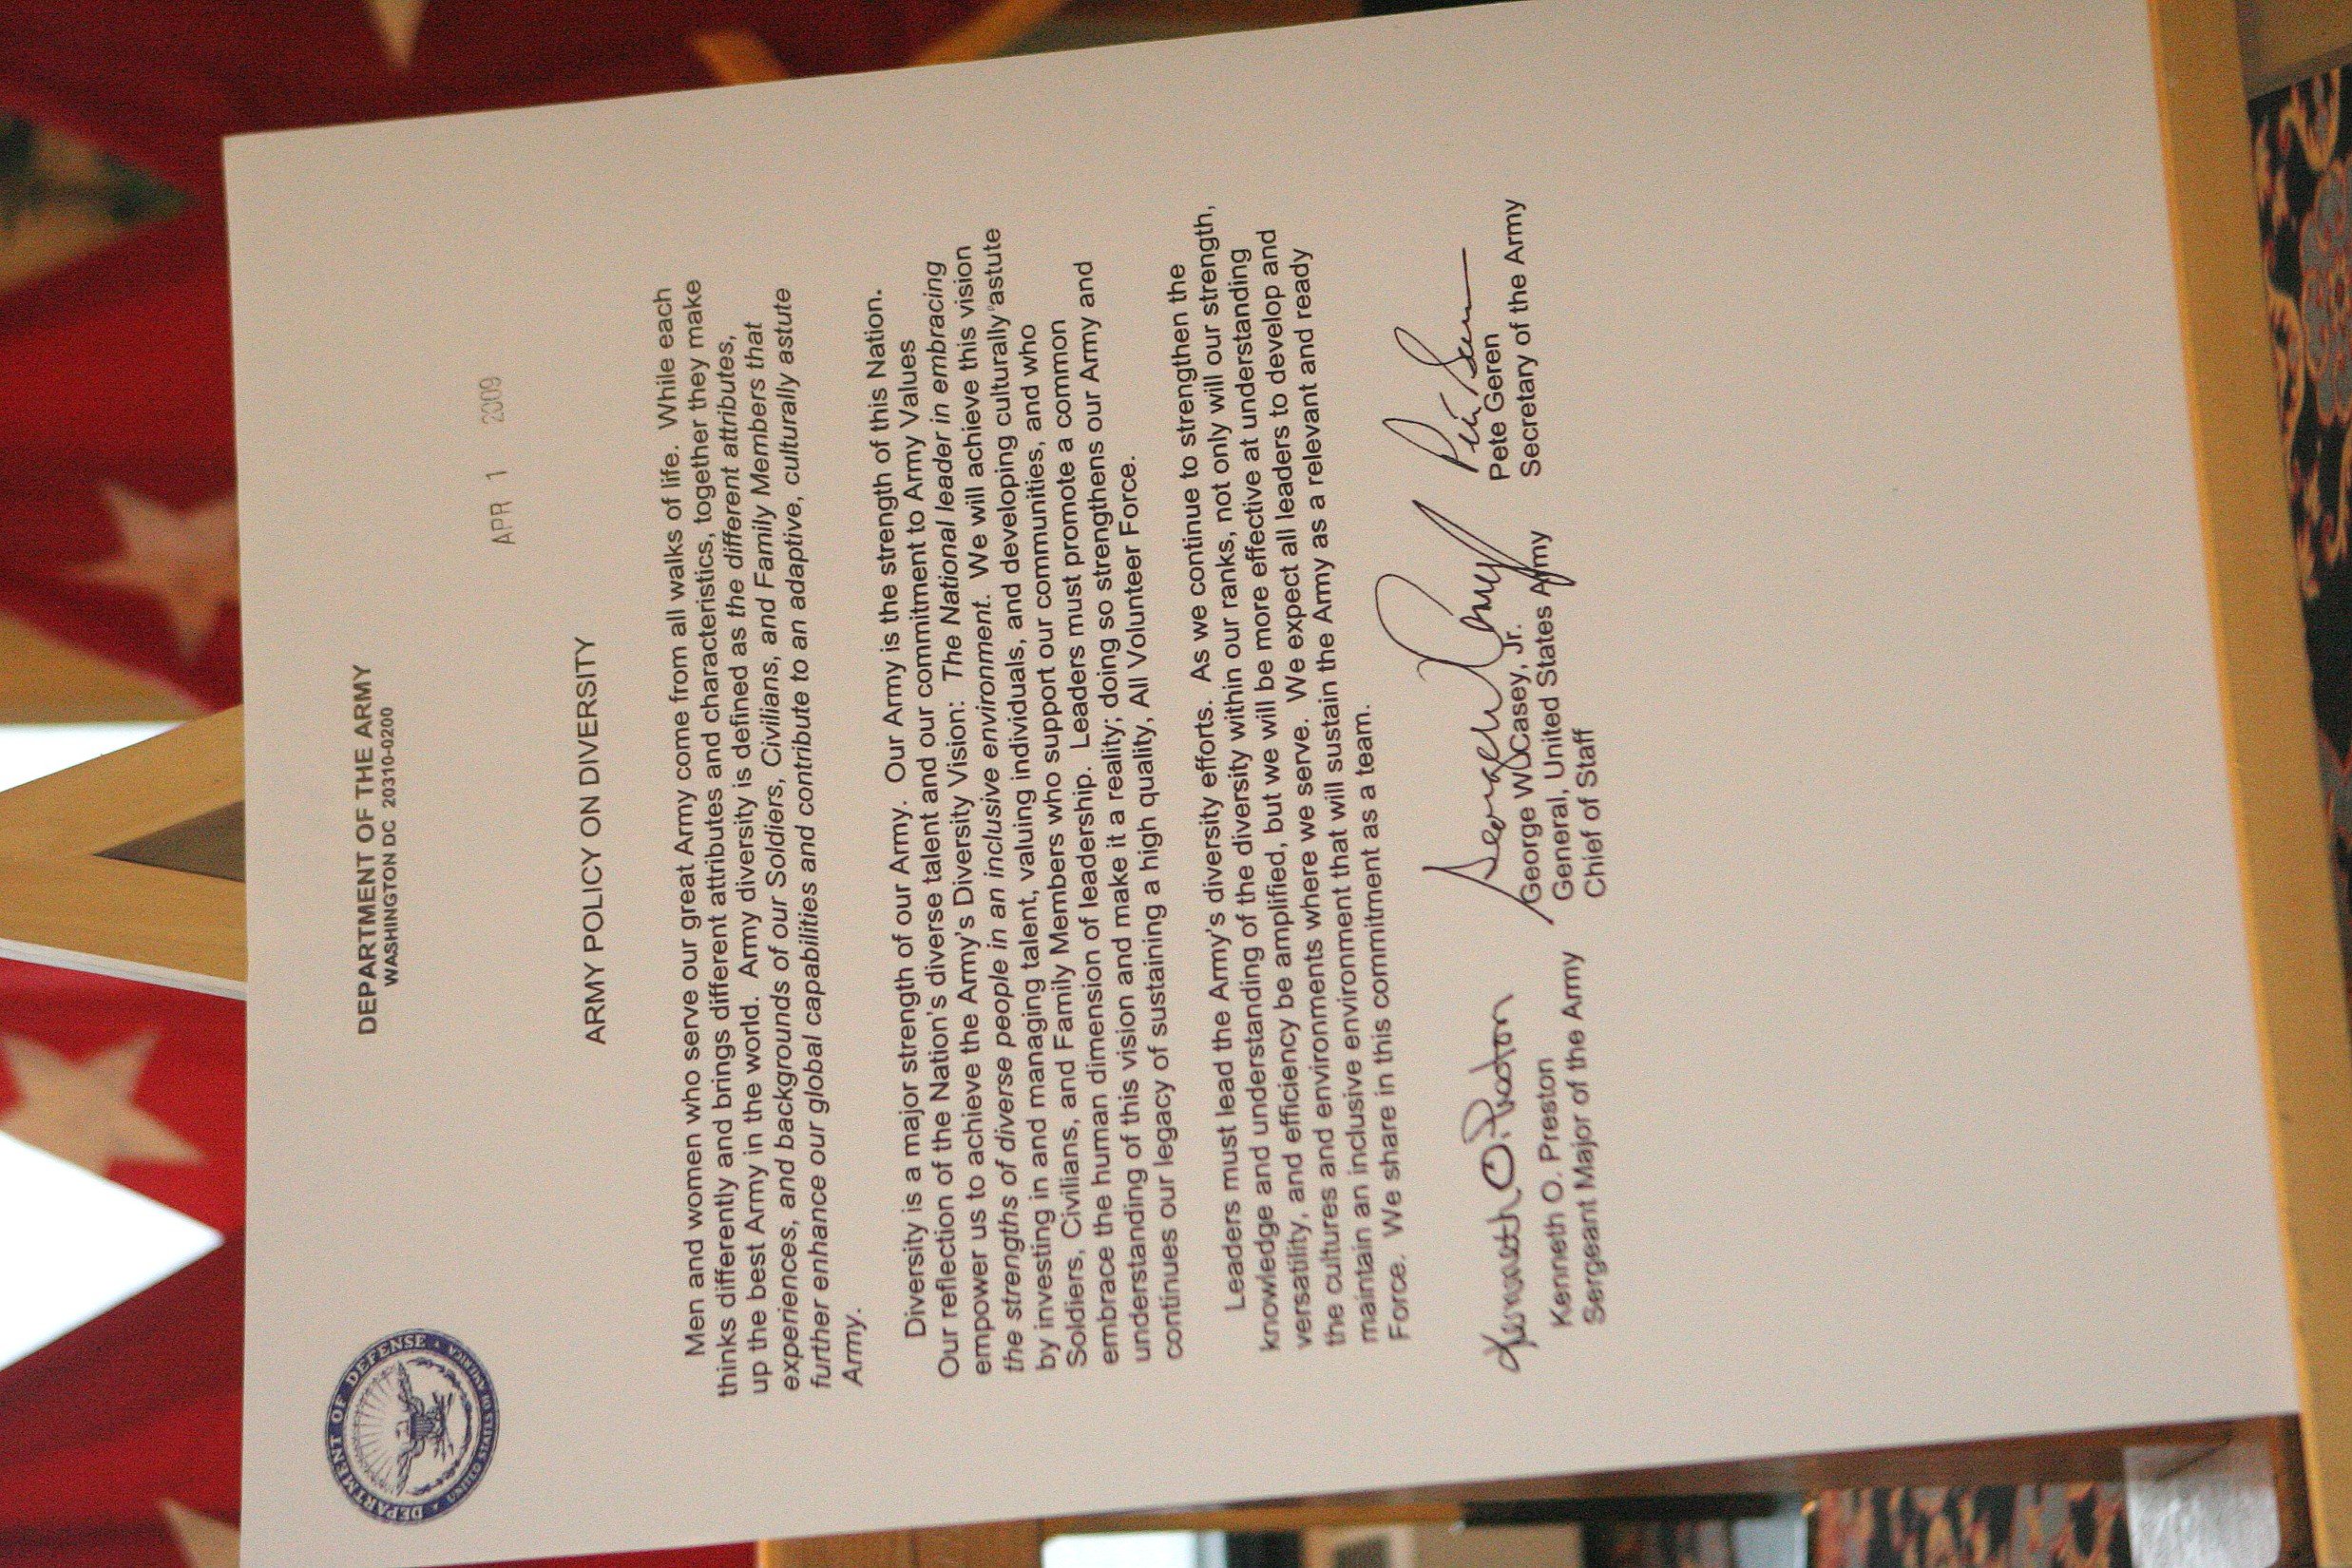 DEPARTMENT OF DEFENSE
UNITED STATES OF AMERICA
DEPARTMENT OF THE ARMY
WASHINGTON DC 20310-0200
APR 1 2009
ARMY POLICY ON DIVERSITY
Men and women who serve our great Army come from all walks of life. While each
thinks differently and brings different attributes and characteristics, together they make
up the best Army in the world. Army diversity is defined as the different attributes,
experiences, and backgrounds of our Soldiers, Civilians, and Family Members that
further enhance our global capabilities and contribute to an adaptive, culturally astute
Army.
Diversity is a major strength of our Army. Our Army is the strength of this Nation.
Our reflection of the Nation's diverse talent and our commitment to Army Values
empower us to achieve the Army's Diversity Vision: The National leader in embracing
the strengths of diverse people in an inclusive environment. We will achieve this vision
by investing in and managing talent, valuing individuals, and developing culturally astute
Soldiers, Civilians, and Family Members who support our communities, and who
embrace the human dimension of leadership. Leaders must promote a common
understanding of this vision and make it a reality; doing so strengthens our Army and
continues our legacy of sustaining a high quality, All Volunteer Force.
Leaders must lead the Army's diversity efforts. As we continue to strengthen the
knowledge and understanding of the diversity within our ranks, not only will our strength,
versatility, and efficiency be amplified, but we will be more effective at understanding
the cultures and environments where we serve. We expect all leaders to develop and
maintain an inclusive environment that will sustain the Army as a relevant and ready
Force. We share in this commitment as a team.
Kenneth O. Preston
Kenneth O. Preston
Sergeant Major of the Army
George W Casey
George W. Casey, Jr.
General, United States Army
Chief of Staff
Pete Geren
Pete Geren
Secretary of the Army